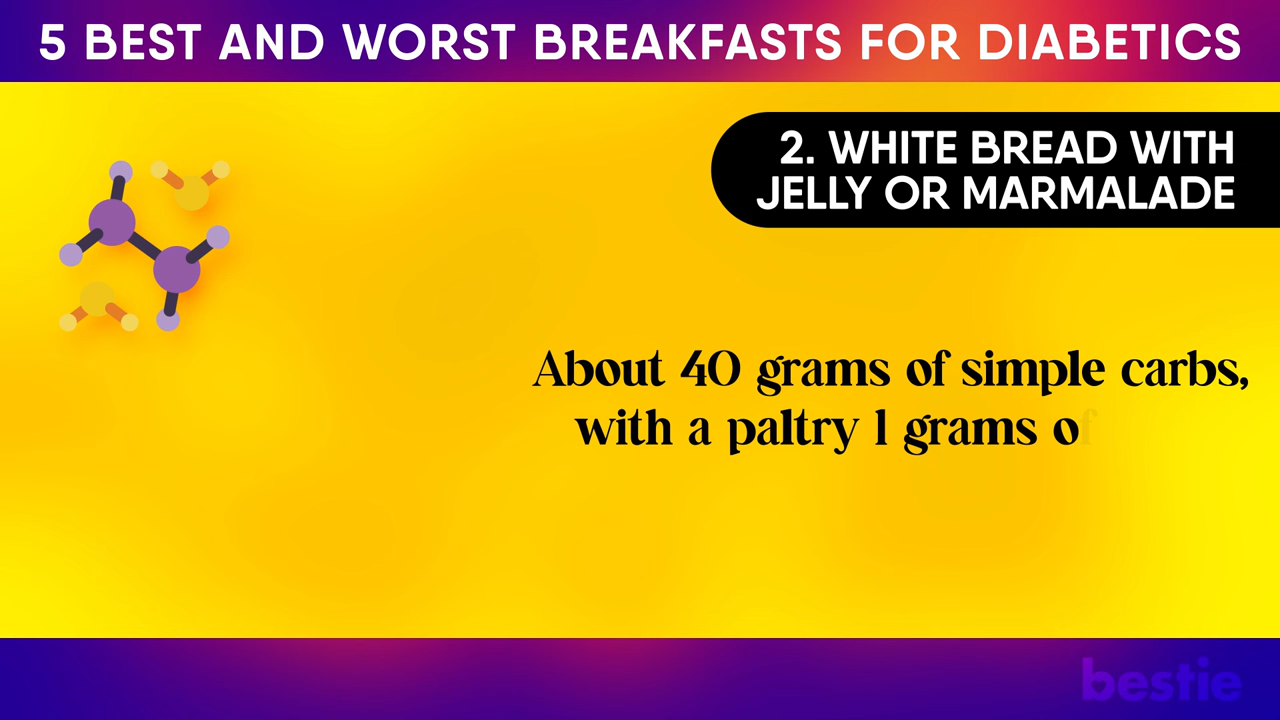 5 BEST AND WORST BREAKFASTS FOR DIABETICS
2. WHITE BREAD WITH
JELLY OR MARMALADE
About 40 grams of simple carbs,
with a paltry 1 grams of
bestie